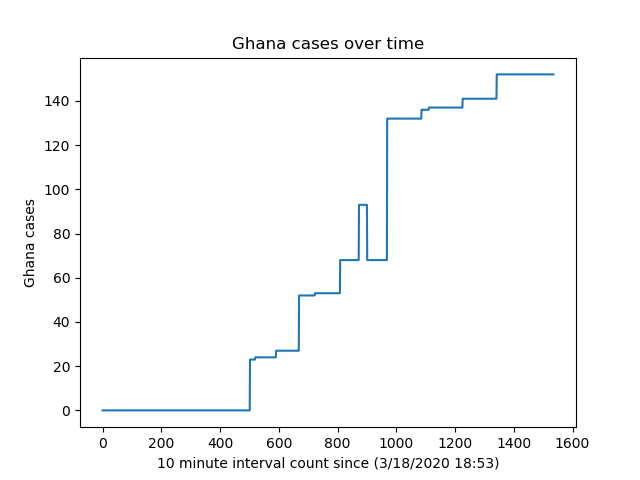 Ghana cases over time
140
120
100
80
60
40
20
0
Ghana cases
0 200 400 600 800 1000 1200 1400 1600
10 minute interval count since (3/18/2020 18:53)